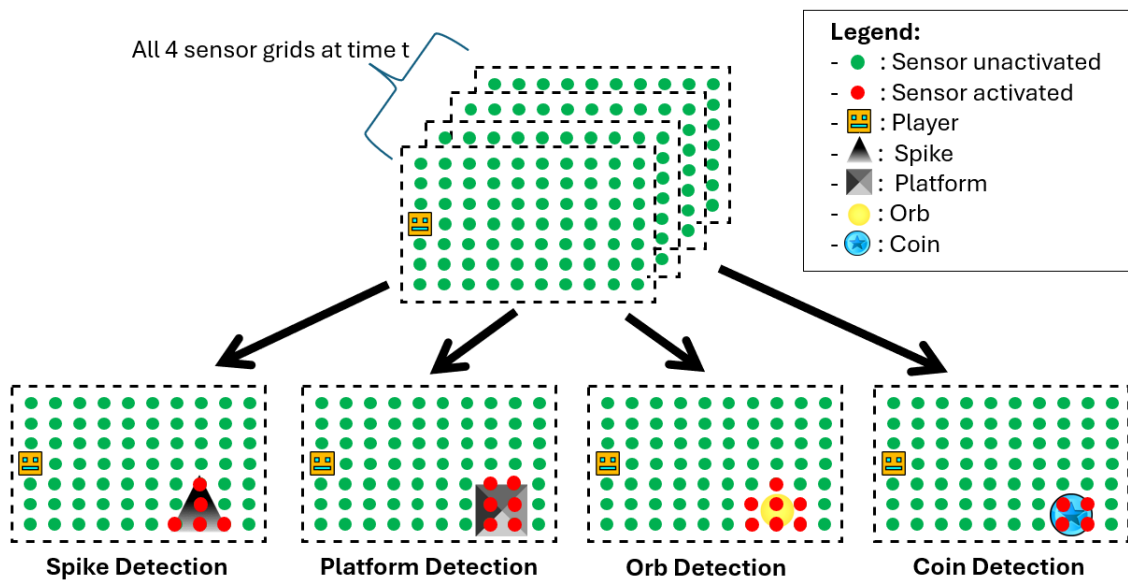 All 4 sensor grids at time t
Legend:
- : Sensor unactivated
- : Sensor activated
- : Player
- : Spike
- : Platform
- : Orb
- : Coin
Spike Detection
Platform Detection
Orb Detection
Coin Detection